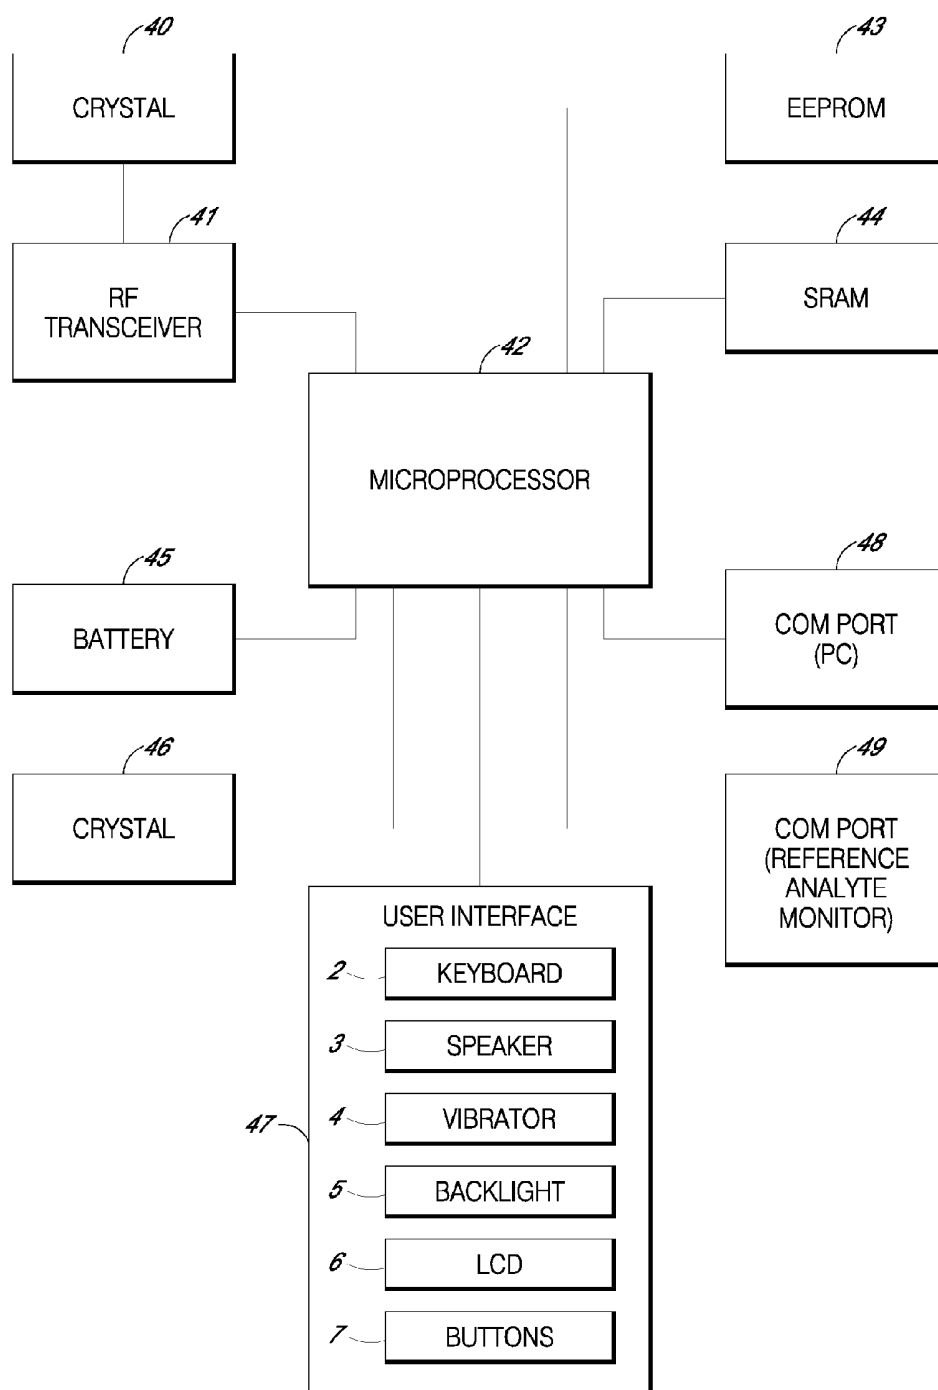 40
CRYSTAL
43
EEPROM
41
RF
TRANSCEIVER
44
SRAM
42
MICROPROCESSOR
45
BATTERY
48
COM PORT
(PC)
46
CRYSTAL
49
COM PORT
(REFERENCE
ANALYTE
MONITOR)
47
USER INTERFACE
2
KEYBOARD
3
SPEAKER
4
VIBRATOR
5
BACKLIGHT
6
LCD
7
BUTTONS